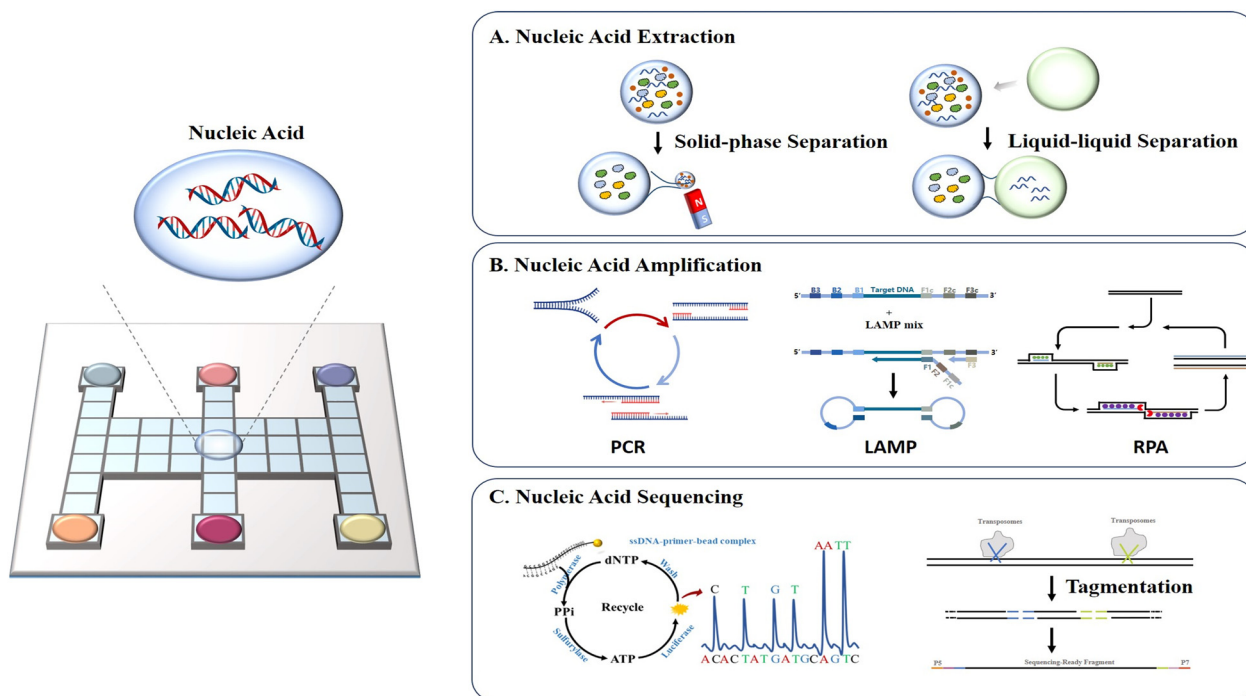 Nucleic Acid
A. Nucleic Acid Extraction
Solid-phase Separation
N
S
Liquid-liquid Separation
B. Nucleic Acid Amplification
PCR
5' B3 B2 B1 Target DNA F1c F2c F3c 3'
+
LAMP mix
5' 3'
F1 F2 F1c F3
LAMP
RPA
C. Nucleic Acid Sequencing
ssDNA-primer-bead complex
Polymerase
dNTP
Wash
PPi
Recycle
Sulfurylase
ATP
Luciferase
C T G T AATT
ACACTATGATGCAGTC
Transposomes Transposomes
Tagmentation
P5 Sequencing-Ready Fragment P7